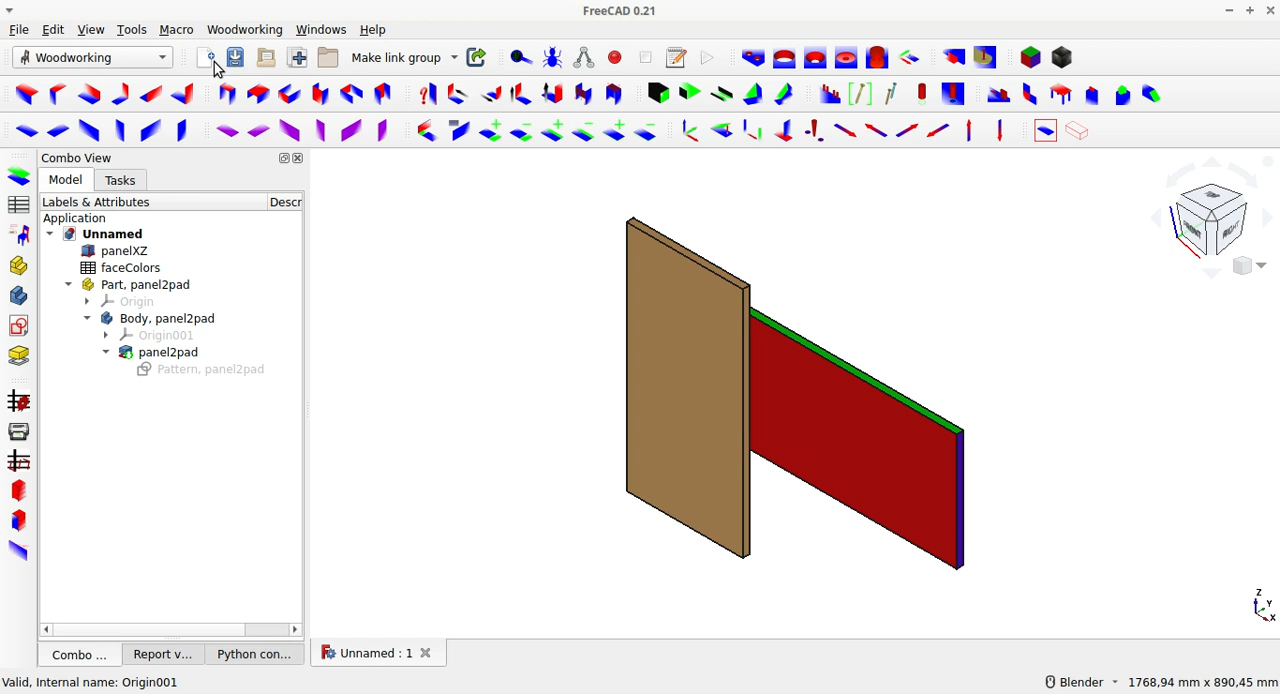 FreeCAD 0.21
File Edit View Tools Macro Woodworking Windows Help
Woodworking Make link group
Combo View
Model Tasks
Labels & Attributes Descr
Application
Unnamed
panelXZ
faceColors
Part, panel2pad
Origin
Body, panel2pad
Origin001
panel2pad
Pattern, panel2pad
FRONT RIGHT
Z
Y
X
Combo ... Report v... Python con... Unnamed : 1
Valid, Internal name: Origin001 Blender 1768,94 mm x 890,45 mm